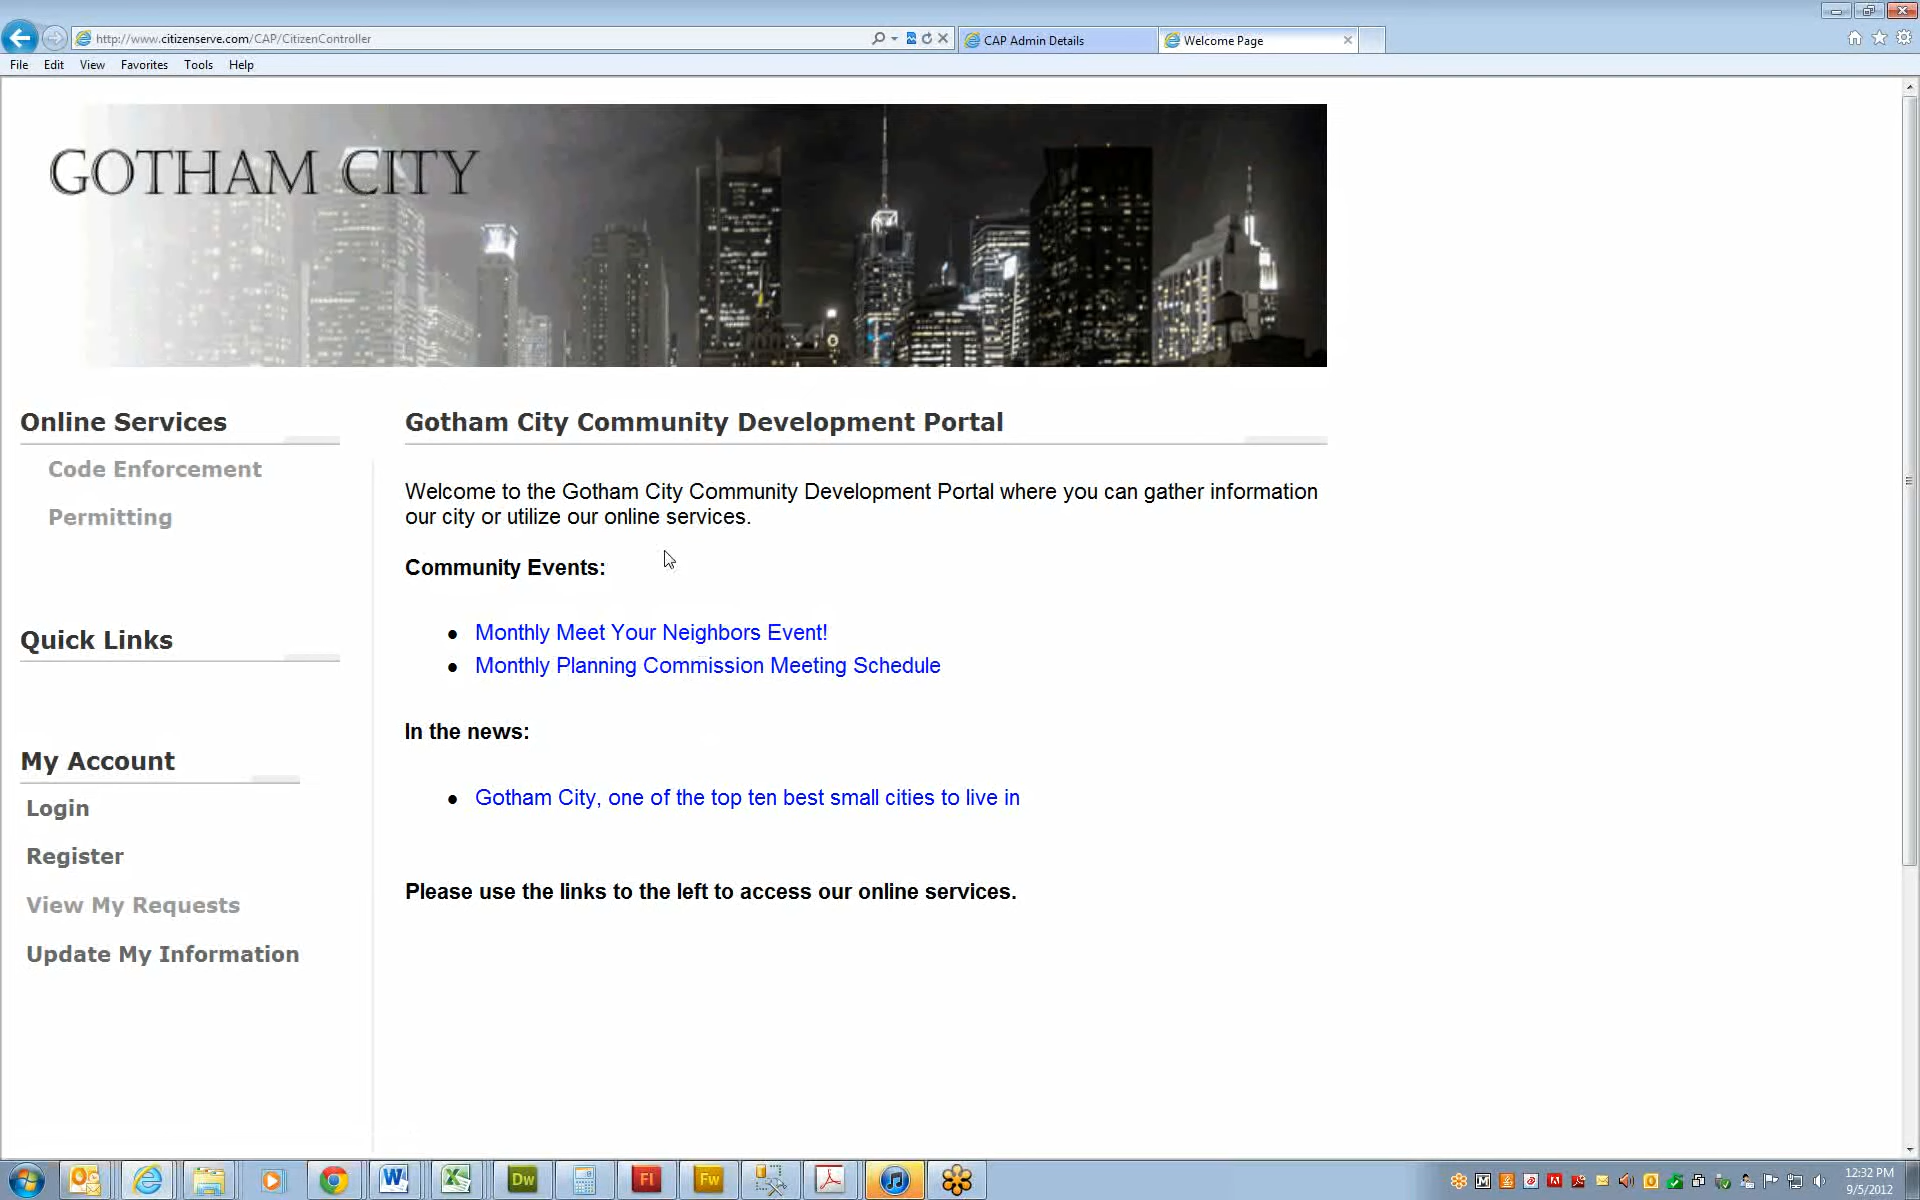 http://www.citizenserve.com/CAP/CitizenController
CAP Admin Details
Welcome Page
File Edit View Favorites Tools Help
GOTHAM CITY
Online Services
Code Enforcement
Permitting
Quick Links
My Account
Login
Register
View My Requests
Update My Information
Gotham City Community Development Portal
Welcome to the Gotham City Community Development Portal where you can gather information
our city or utilize our online services.
Community Events:
Monthly Meet Your Neighbors Event!
Monthly Planning Commission Meeting Schedule
In the news:
Gotham City, one of the top ten best small cities to live in
Please use the links to the left to access our online services.
Dw
Fl
Fw
12:32 PM
9/5/2012